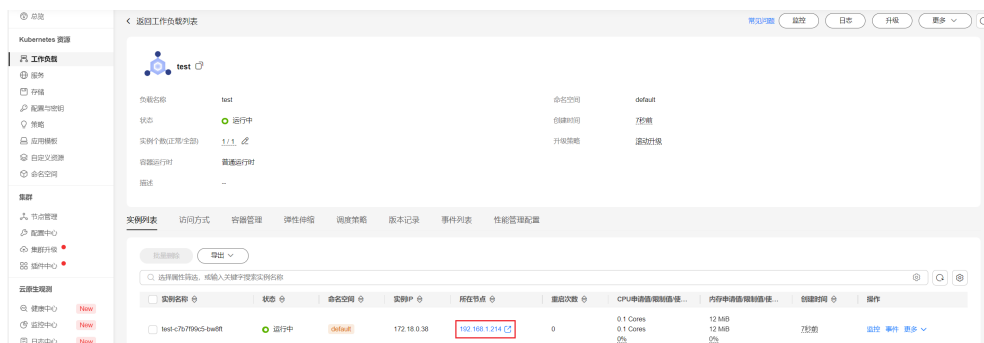 总览
Kubernetes 资源
工作负载
服务
存储
配置与密钥
策略
应用模板
自定义资源
命名空间
集群
节点管理
配置中心
集群升级
插件中心
云原生观测
健康中心 New
监控中心 New
日志中心 New
返回工作负载列表
常见问题 监控 日志 升级 更多
test
负载名称 test 命名空间 default
状态 运行中 创建时间 7秒前
实例个数(正常/全部) 1 / 1 升级策略 滚动升级
容器运行时 普通运行时
描述 --
实例列表 访问方式 容器管理 弹性伸缩 调度策略 版本记录 事件列表 性能管理配置
批量删除 导出
选择属性筛选，或输入关键字搜索实例名称
实例名称 状态 命名空间 实例IP 所在节点 重启次数 CPU申请值/限制值/使... 内存申请值/限制值/使... 创建时间 操作
test-c7b7f99c5-bw8ft 运行中 default 172.18.0.38 192.168.1.214 0 0.1 Cores 12 MiB 7秒前 监控 事件 更多
0.1 Cores 12 MiB
0% 0%